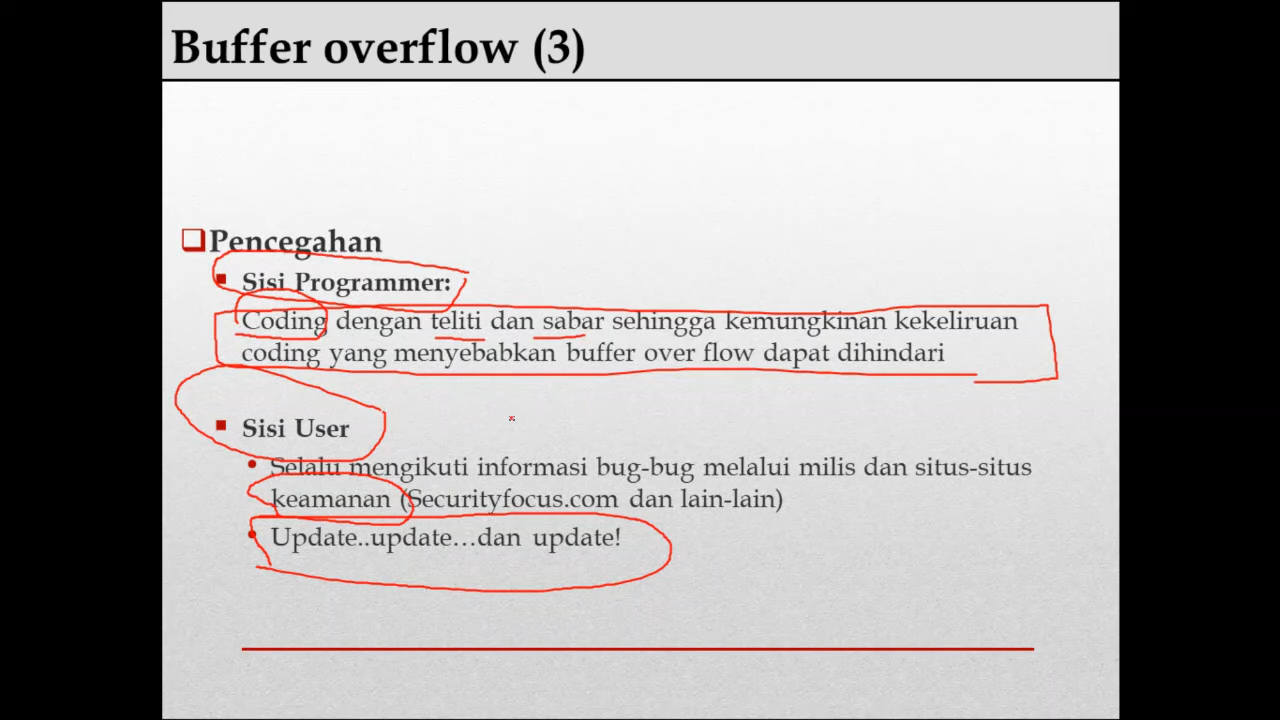 Buffer overflow (3)
Pencegahan
Sisi Programmer:
Coding dengan teliti dan sabar sehingga kemungkinan kekeliruan
coding yang menyebabkan buffer over flow dapat dihindari
Sisi User
Selalu mengikuti informasi bug-bug melalui milis dan situs-situs
keamanan (Securityfocus.com dan lain-lain)
Update..update…dan update!